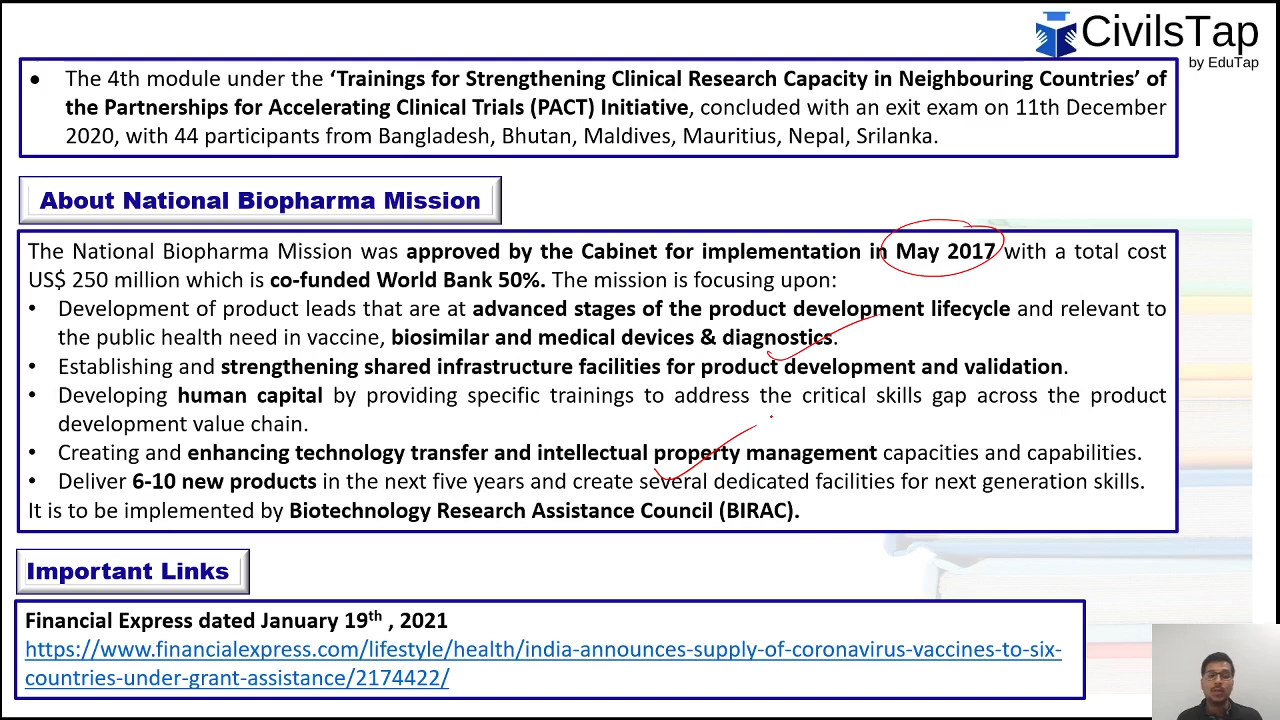 CivilsTap
by EduTap
● The 4th module under the ‘Trainings for Strengthening Clinical Research Capacity in Neighbouring Countries’ of
the Partnerships for Accelerating Clinical Trials (PACT) Initiative, concluded with an exit exam on 11th December
2020, with 44 participants from Bangladesh, Bhutan, Maldives, Mauritius, Nepal, Srilanka.
About National Biopharma Mission
The National Biopharma Mission was approved by the Cabinet for implementation in May 2017 with a total cost
US$ 250 million which is co-funded World Bank 50%. The mission is focusing upon:
• Development of product leads that are at advanced stages of the product development lifecycle and relevant to
the public health need in vaccine, biosimilar and medical devices & diagnostics.
• Establishing and strengthening shared infrastructure facilities for product development and validation.
• Developing human capital by providing specific trainings to address the critical skills gap across the product
development value chain.
• Creating and enhancing technology transfer and intellectual property management capacities and capabilities.
• Deliver 6-10 new products in the next five years and create several dedicated facilities for next generation skills.
It is to be implemented by Biotechnology Research Assistance Council (BIRAC).
Important Links
Financial Express dated January 19th , 2021
https://www.financialexpress.com/lifestyle/health/india-announces-supply-of-coronavirus-vaccines-to-six-
countries-under-grant-assistance/2174422/